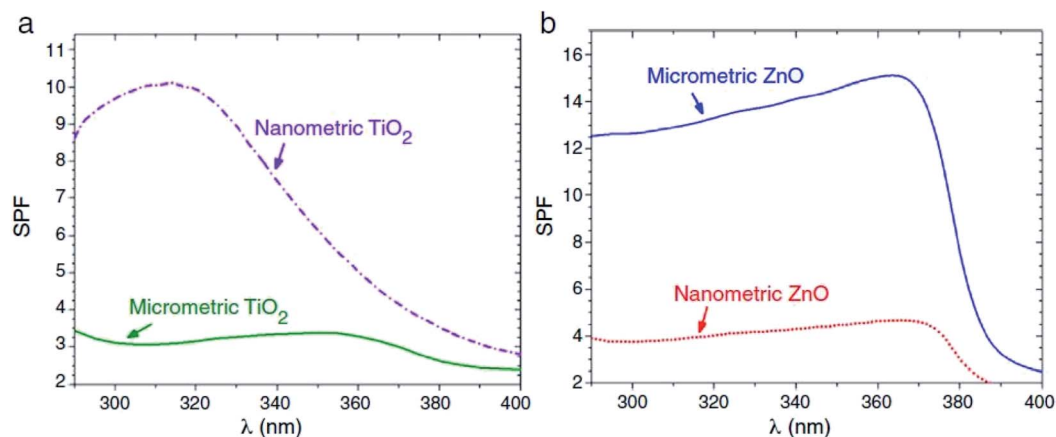 a
SPF
11
10
9
8
7
6
5
4
3
2
Nanometric TiO₂
Micrometric TiO₂
300 320 340 360 380 400
λ (nm)
b
SPF
16
14
12
10
8
6
4
2
Micrometric ZnO
Nanometric ZnO
300 320 340 360 380 400
λ (nm)